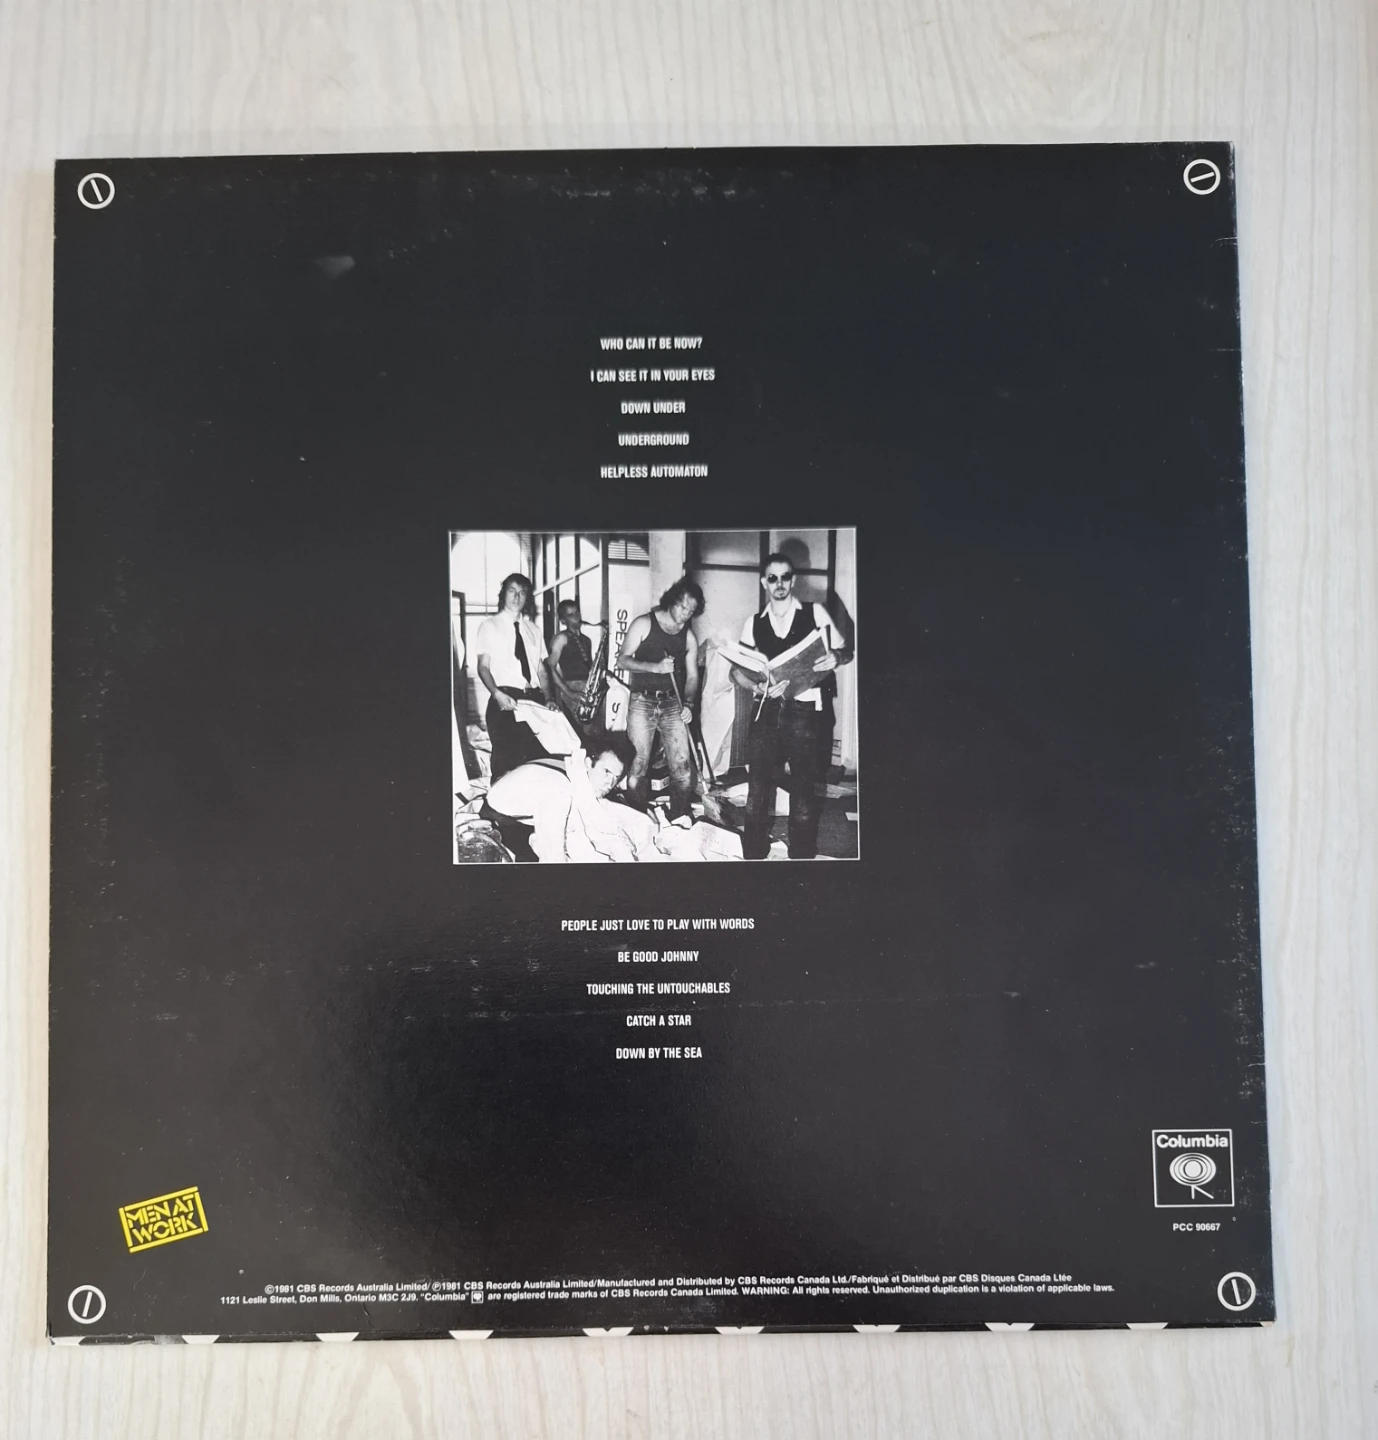 WHO CAN IT BE NOW?
I CAN SEE IT IN YOUR EYES
DOWN UNDER
UNDERGROUND
HELPLESS AUTOMATON
PEOPLE JUST LOVE TO PLAY WITH WORDS
BE GOOD JOHNNY
TOUCHING THE UNTOUCHABLES
CATCH A STAR
DOWN BY THE SEA
Columbia
PCC 90667
MEN AT
WORK
©1981 CBS Records Australia Limited/ ℗1981 CBS Records Australia Limited/Manufactured and Distributed by CBS Records Canada Ltd./Fabriqué et Distribué par CBS Disques Canada Ltée
1121 Leslie Street, Don Mills, Ontario M3C 2J9. "Columbia" are registered trade marks of CBS Records Canada Limited. WARNING: All rights reserved. Unauthorized duplication is a violation of applicable laws.